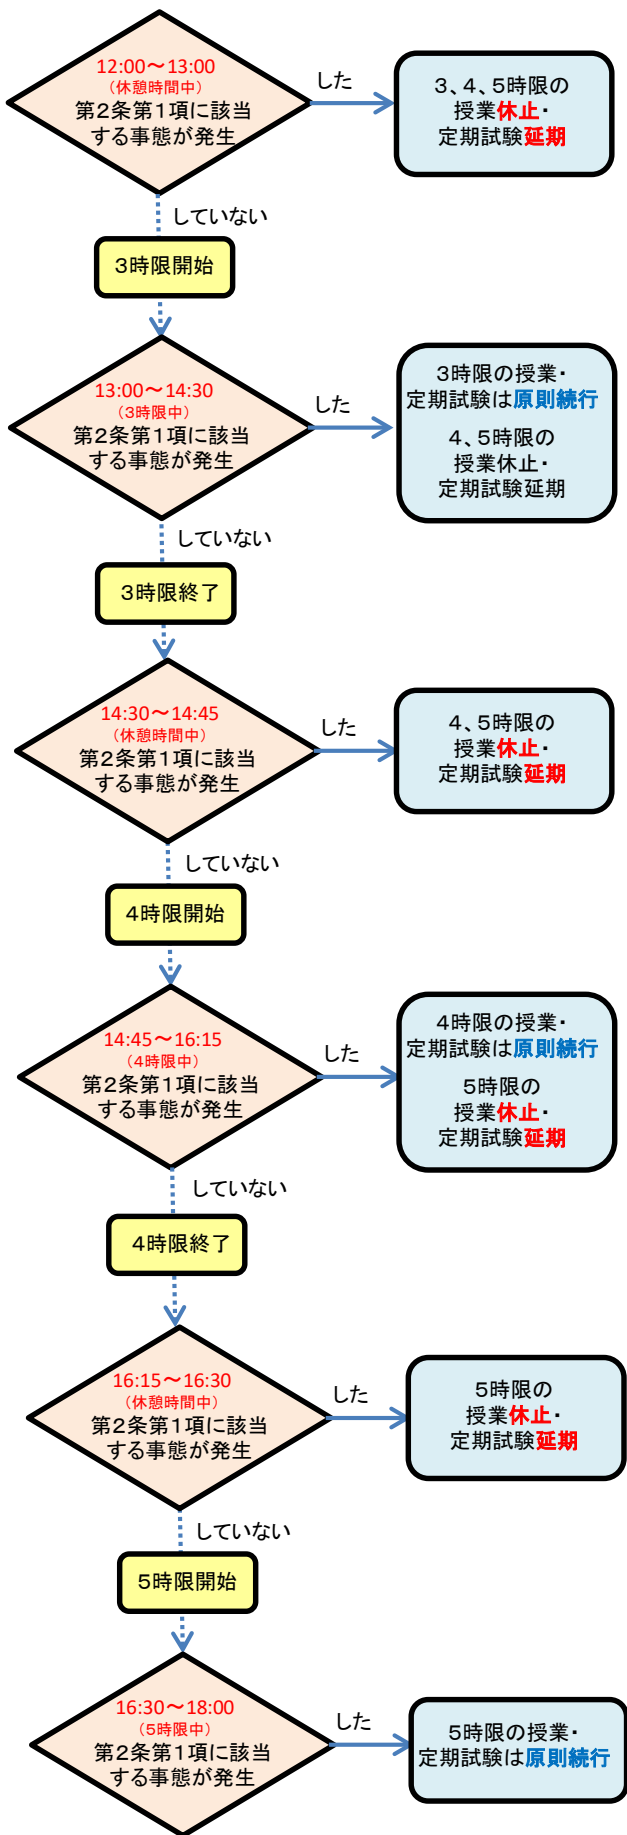 12:00～13:00
（休憩時間中）
第2条第1項に該当
する事態が発生
した
3、4、5時限の
授業休止・
定期試験延期
していない
3時限開始
13:00～14:30
（3時限中）
第2条第1項に該当
する事態が発生
した
3時限の授業・
定期試験は原則続行
4、5時限の
授業休止・
定期試験延期
していない
3時限終了
14:30～14:45
（休憩時間中）
第2条第1項に該当
する事態が発生
した
4、5時限の
授業休止・
定期試験延期
していない
4時限開始
14:45～16:15
（4時限中）
第2条第1項に該当
する事態が発生
した
4時限の授業・
定期試験は原則続行
5時限の
授業休止・
定期試験延期
していない
4時限終了
16:15～16:30
（休憩時間中）
第2条第1項に該当
する事態が発生
した
5時限の
授業休止・
定期試験延期
していない
5時限開始
16:30～18:00
（5時限中）
第2条第1項に該当
する事態が発生
した
5時限の授業・
定期試験は原則続行